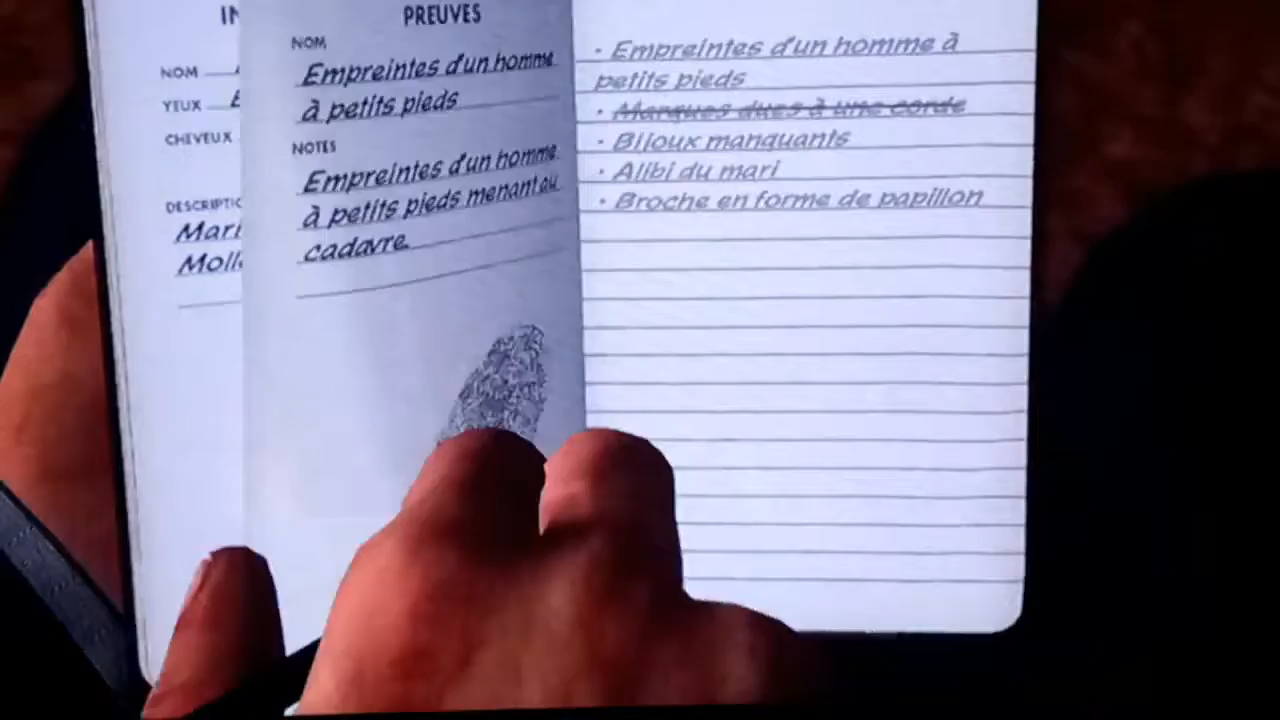 IN
NOM
YEUX
CHEVEUX
Mari
PREUVES
NOM
Empreintes d'un homme
à petits pieds
NOTES
Empreintes d'un homme
à petits pieds menant au
cadavre.
• Empreintes d'un homme à
petits pieds
• Marques dues à une corde
• Bijoux manquants
• Alibi du mari
• Broche en forme de papillon